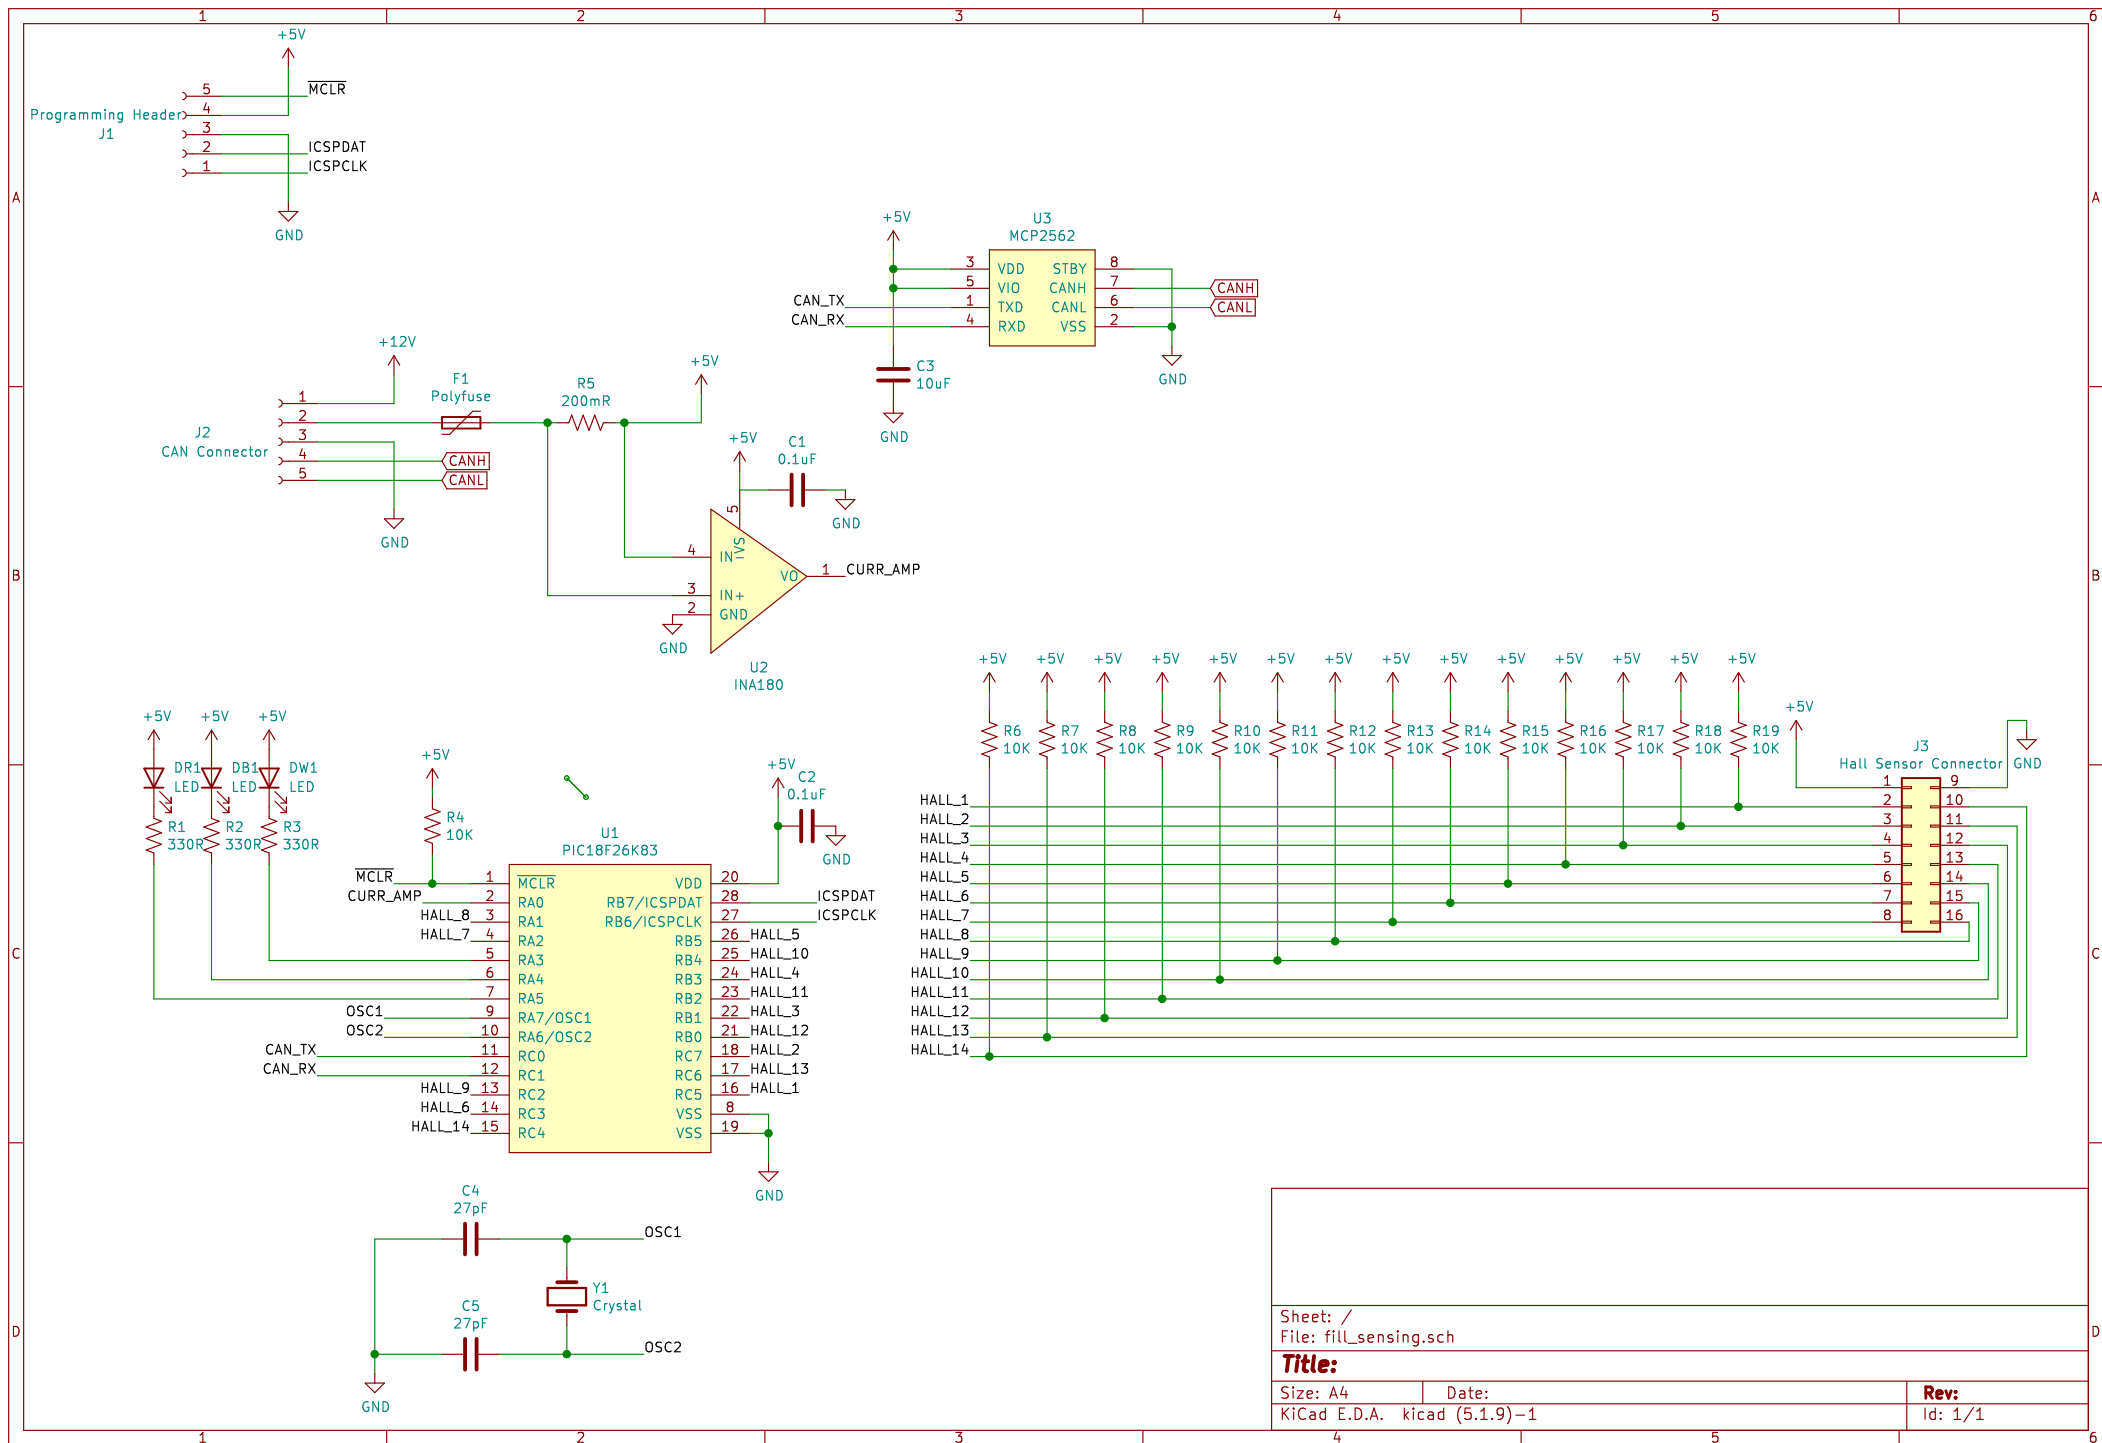 1 2 3 4 5 6
A
B
C
D
+5V
MCLR
Programming Header
J1
5
4
3
2
1
ICSPDAT
ICSPCLK
GND
+5V
U3
MCP2562
3 VDD STBY 8
5 VIO CANH 7
1 TXD CANL 6
4 RXD VSS 2
CAN_TX
CAN_RX
CANH
CANL
GND
C3
10uF
GND
+12V
J2
CAN Connector
1
2
3
4
5
CANH
CANL
GND
F1
Polyfuse
R5
200mR
+5V
+5V
C1
0.1uF
GND
5
VS
4 IN-
3 IN+
2 GND
VO 1
CURR_AMP
GND
U2
INA180
+5V +5V +5V
DR1 DB1 DW1
LED LED LED
R1 R2 R3
330R 330R 330R
+5V
R4
10K
+5V
C2
0.1uF
GND
U1
PIC18F26K83
MCLR 1 MCLR VDD 20
CURR_AMP 2 RA0 RB7/ICSPDAT 28 ICSPDAT
HALL_8 3 RA1 RB6/ICSPCLK 27 ICSPCLK
HALL_7 4 RA2 RB5 26 HALL_5
5 RA3 RB4 25 HALL_10
6 RA4 RB3 24 HALL_4
7 RA5 RB2 23 HALL_11
OSC1 9 RA7/OSC1 RB1 22 HALL_3
OSC2 10 RA6/OSC2 RB0 21 HALL_12
CAN_TX 11 RC0 RC7 18 HALL_2
CAN_RX 12 RC1 RC6 17 HALL_13
HALL_9 13 RC2 RC5 16 HALL_1
HALL_6 14 RC3 VSS 8
HALL_14 15 RC4 VSS 19
GND
+5V +5V +5V +5V +5V +5V +5V +5V +5V +5V +5V +5V +5V +5V
R6 R7 R8 R9 R10 R11 R12 R13 R14 R15 R16 R17 R18 R19
10K 10K 10K 10K 10K 10K 10K 10K 10K 10K 10K 10K 10K 10K
+5V
J3
Hall Sensor Connector
GND
1 9
2 10
3 11
4 12
5 13
6 14
7 15
8 16
HALL_1
HALL_2
HALL_3
HALL_4
HALL_5
HALL_6
HALL_7
HALL_8
HALL_9
HALL_10
HALL_11
HALL_12
HALL_13
HALL_14
C4
27pF
OSC1
Y1
Crystal
C5
27pF
OSC2
GND
Sheet: /
File: fill_sensing.sch
Title:
Size: A4 Date: Rev:
KiCad E.D.A. kicad (5.1.9)-1 Id: 1/1
A
B
C
D
1 2 3 4 5 6